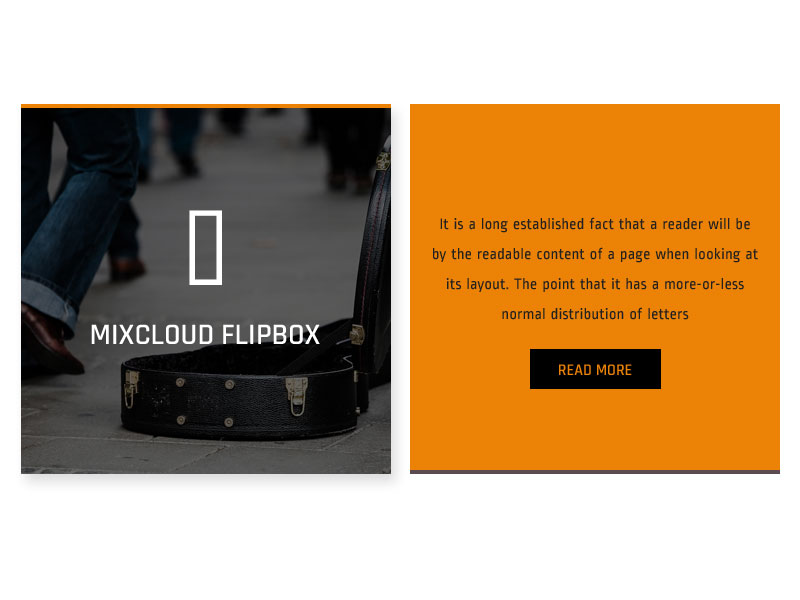 MIXCLOUD FLIPBOX
It is a long established fact that a reader will be
by the readable content of a page when looking at
its layout. The point that it has a more-or-less
normal distribution of letters
READ MORE